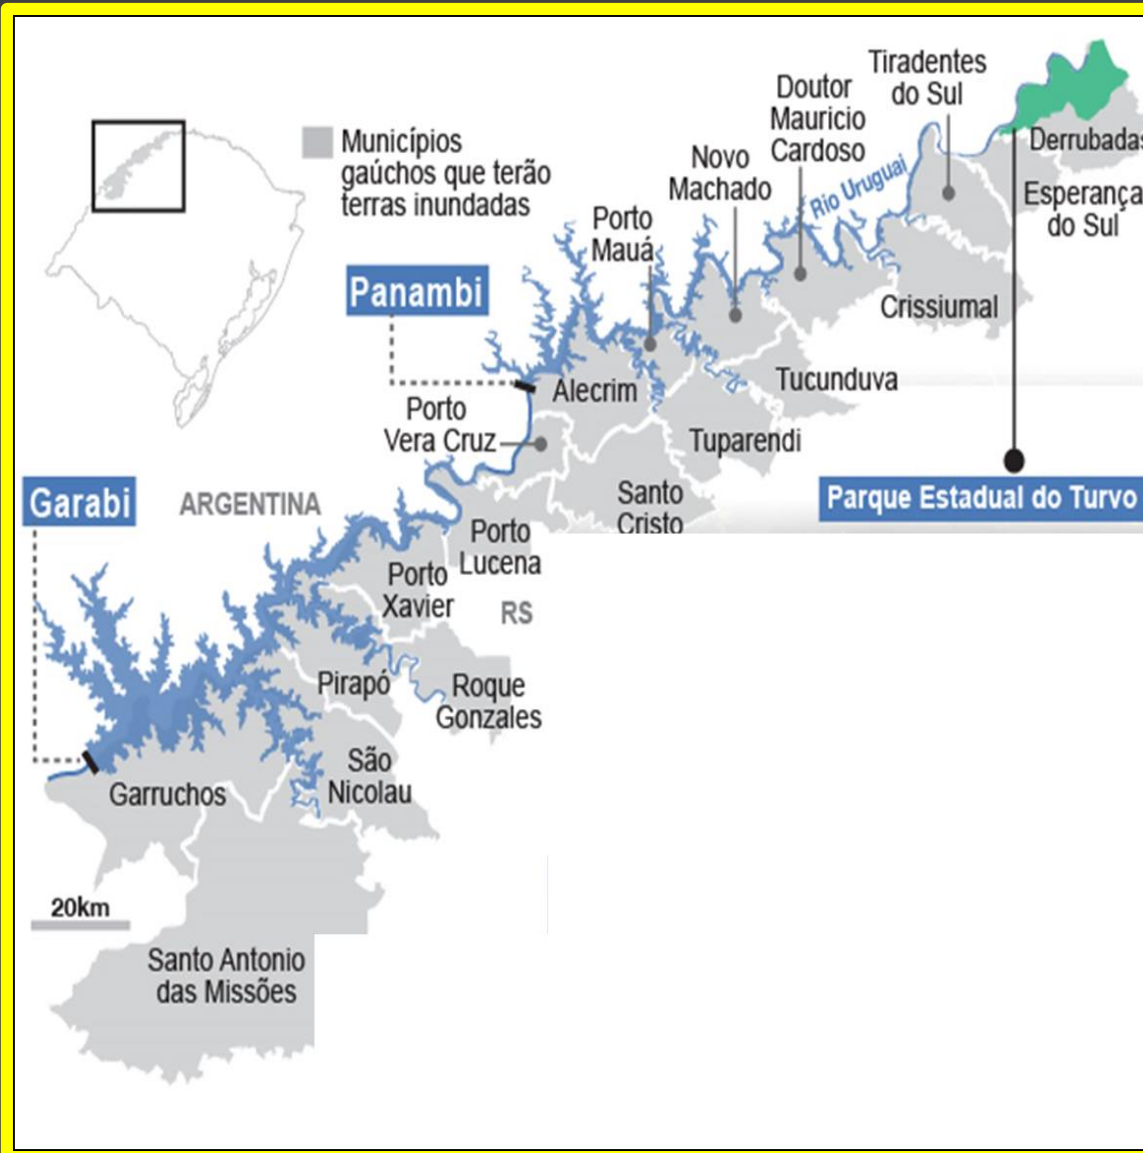 Municípios
gaúchos que terão
terras inundadas
Tiradentes
do Sul
Doutor
Mauricio
Cardoso
Novo
Machado
Porto
Mauá
Rio Uruguai
Derrubadas
Esperança
do Sul
Panambi
Crissiumal
Alecrim
Tucunduva
Porto
Vera Cruz
Tuparendi
Garabi
ARGENTINA
Santo
Cristo
Parque Estadual do Turvo
Porto
Lucena
Porto
Xavier
RS
Pirapó
Roque
Gonzales
São
Nicolau
Garruchos
20km
Santo Antonio
das Missões